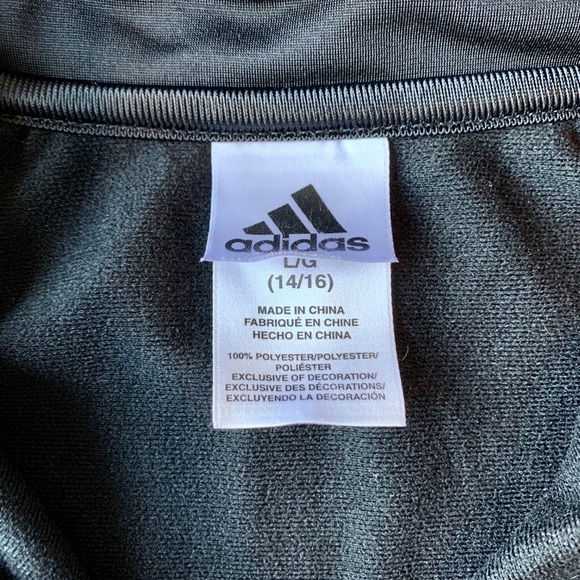 adidas
L/G
(14/16)
MADE IN CHINA
FABRIQUÉ EN CHINE
HECHO EN CHINA
100% POLYESTER/POLYESTER/
POLIÉSTER
EXCLUSIVE OF DECORATION/
EXCLUSIVE DES DÉCORATIONS/
EXCLUYENDO LA DECORACIÓN